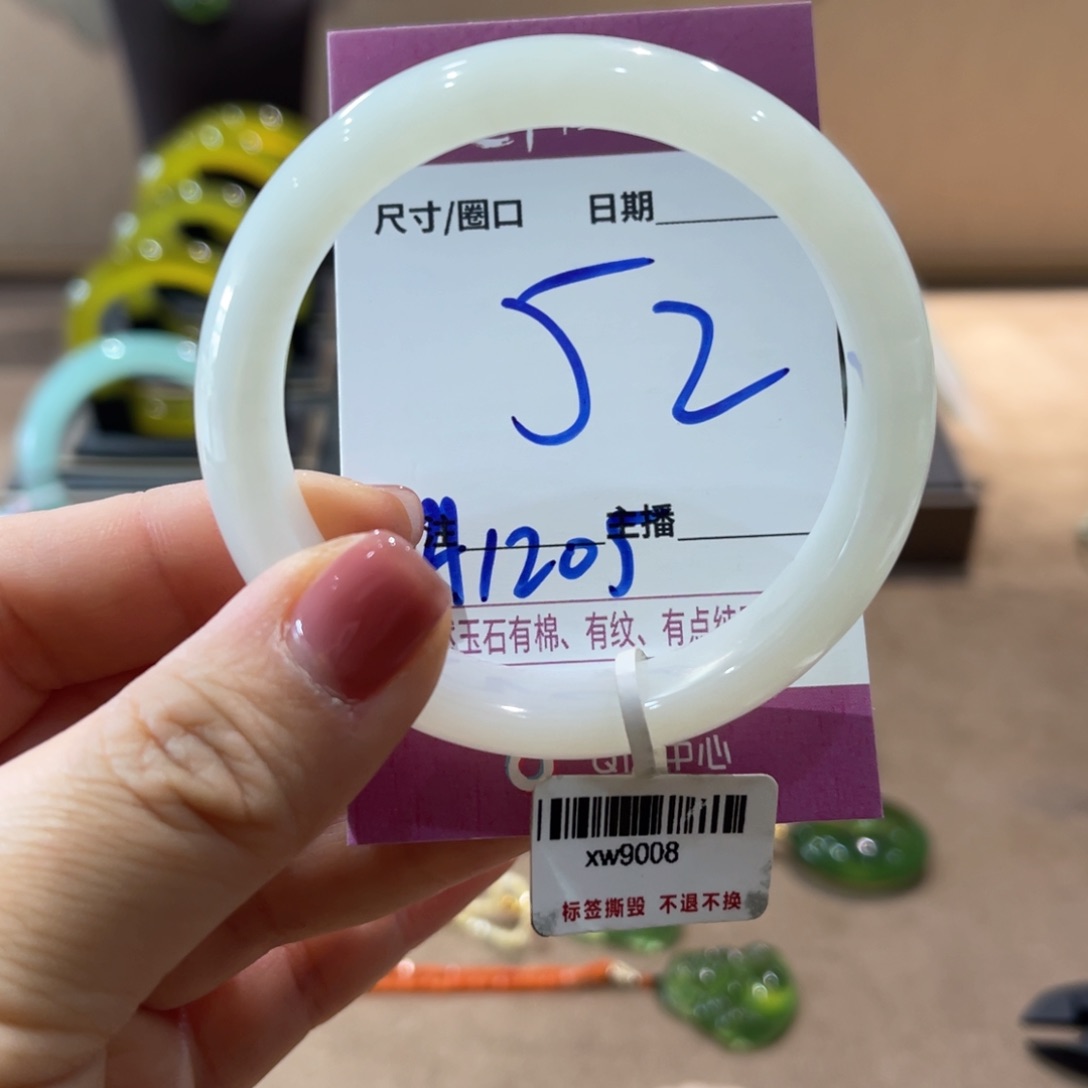 尺寸/圈口 日期
52
注 主播
1205
玉石有棉、有纹、有点
中心
xw9008
标签撕毁 不退不换